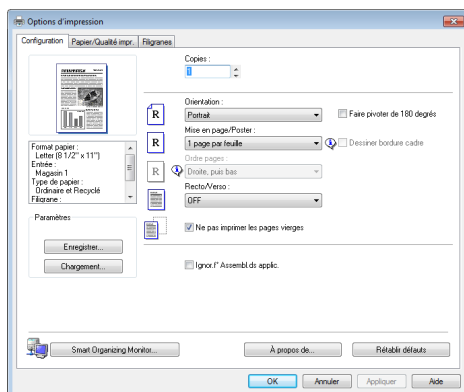 Options d'impression
Configuration
Papier/Qualité impr.
Filigranes
Copies :
1
Orientation :
R
Portrait
Faire pivoter de 180 degrés
Mise en page/Poster :
R
1 page par feuille
Dessiner bordure cadre
Ordre pages :
R
Droite, puis bas
Recto/Verso :
OFF
Ne pas imprimer les pages vierges
Format papier :
Letter (8 1/2" x 11")
Entrée :
Magasin 1
Type de papier :
Ordinaire et Recyclé
Filigrane :
Paramètres
Enregistrer...
Chargement...
Ignor.f° Assembl.ds applic.
Smart Organizing Monitor...
À propos de...
Rétablir défauts
OK
Annuler
Appliquer
Aide